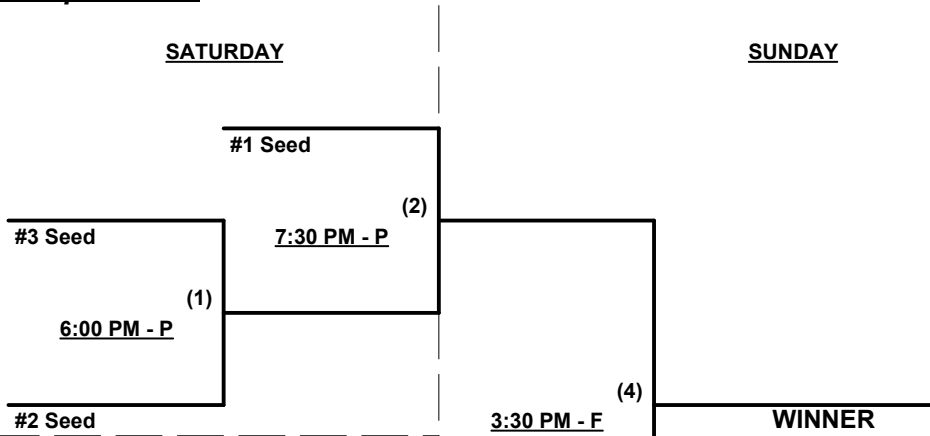 SATURDAY
SUNDAY
#1 Seed
(2)
7:30 PM - P
#3 Seed
(1)
6:00 PM - P
#2 Seed
(4)
3:30 PM - F
WINNER